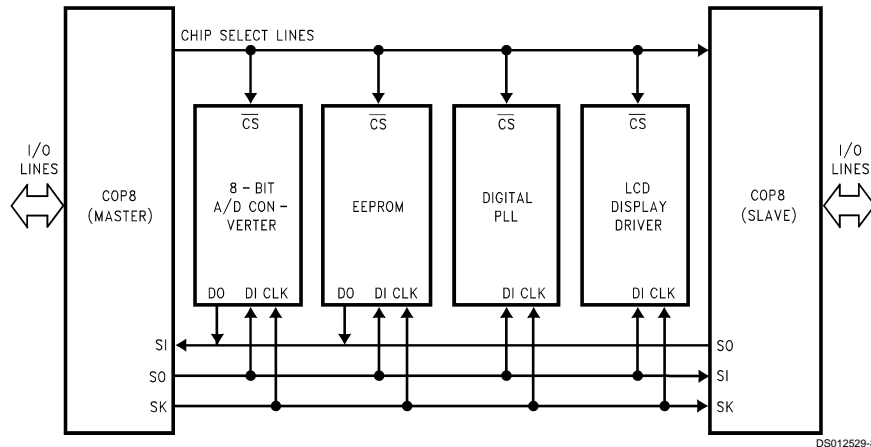 CHIP SELECT LINES
CS
CS
CS
CS
I/O
LINES
COP8
(MASTER)
8 - BIT
A/D CON -
VERTER
EEPROM
DIGITAL
PLL
LCD
DISPLAY
DRIVER
COP8
(SLAVE)
I/O
LINES
DO DI CLK
DO DI CLK
DI CLK
DI CLK
SI
SO
SK
SO
SI
SK